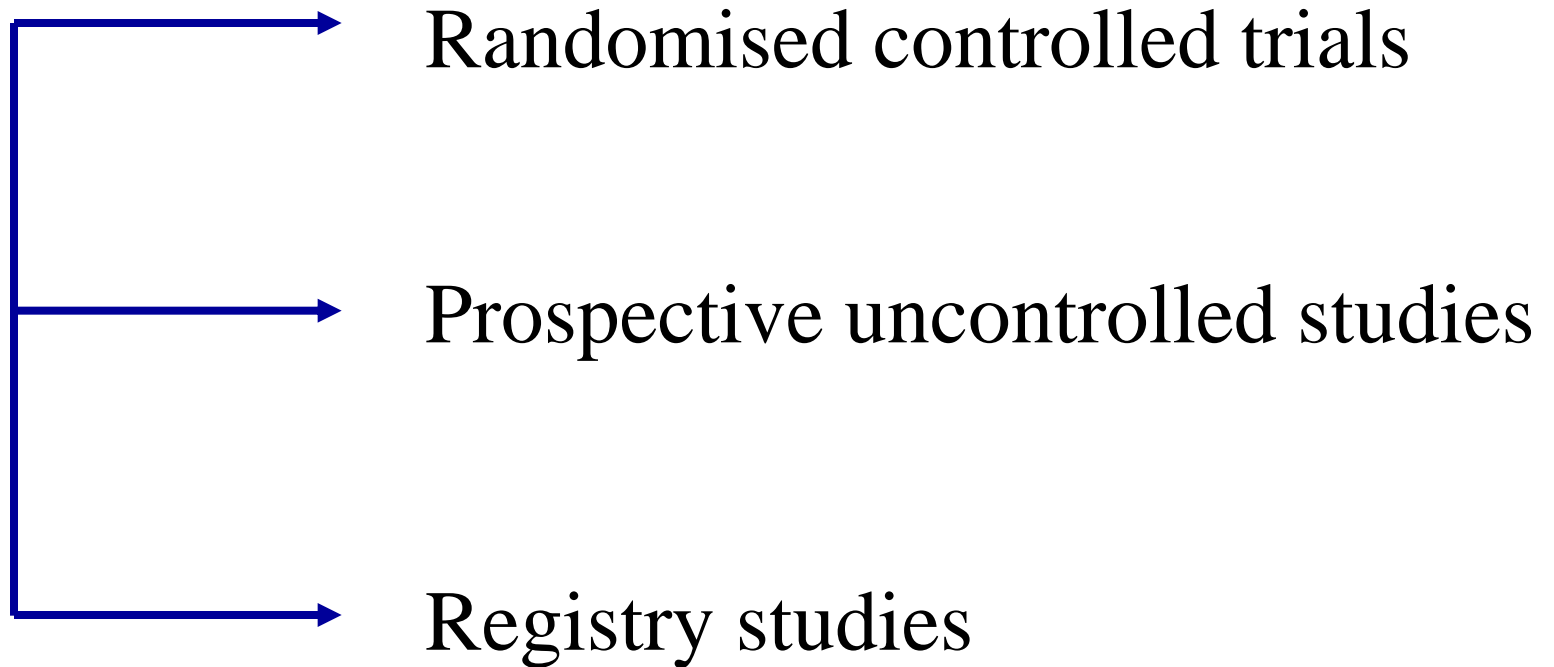 Randomised controlled trials
Prospective uncontrolled studies
Registry studies